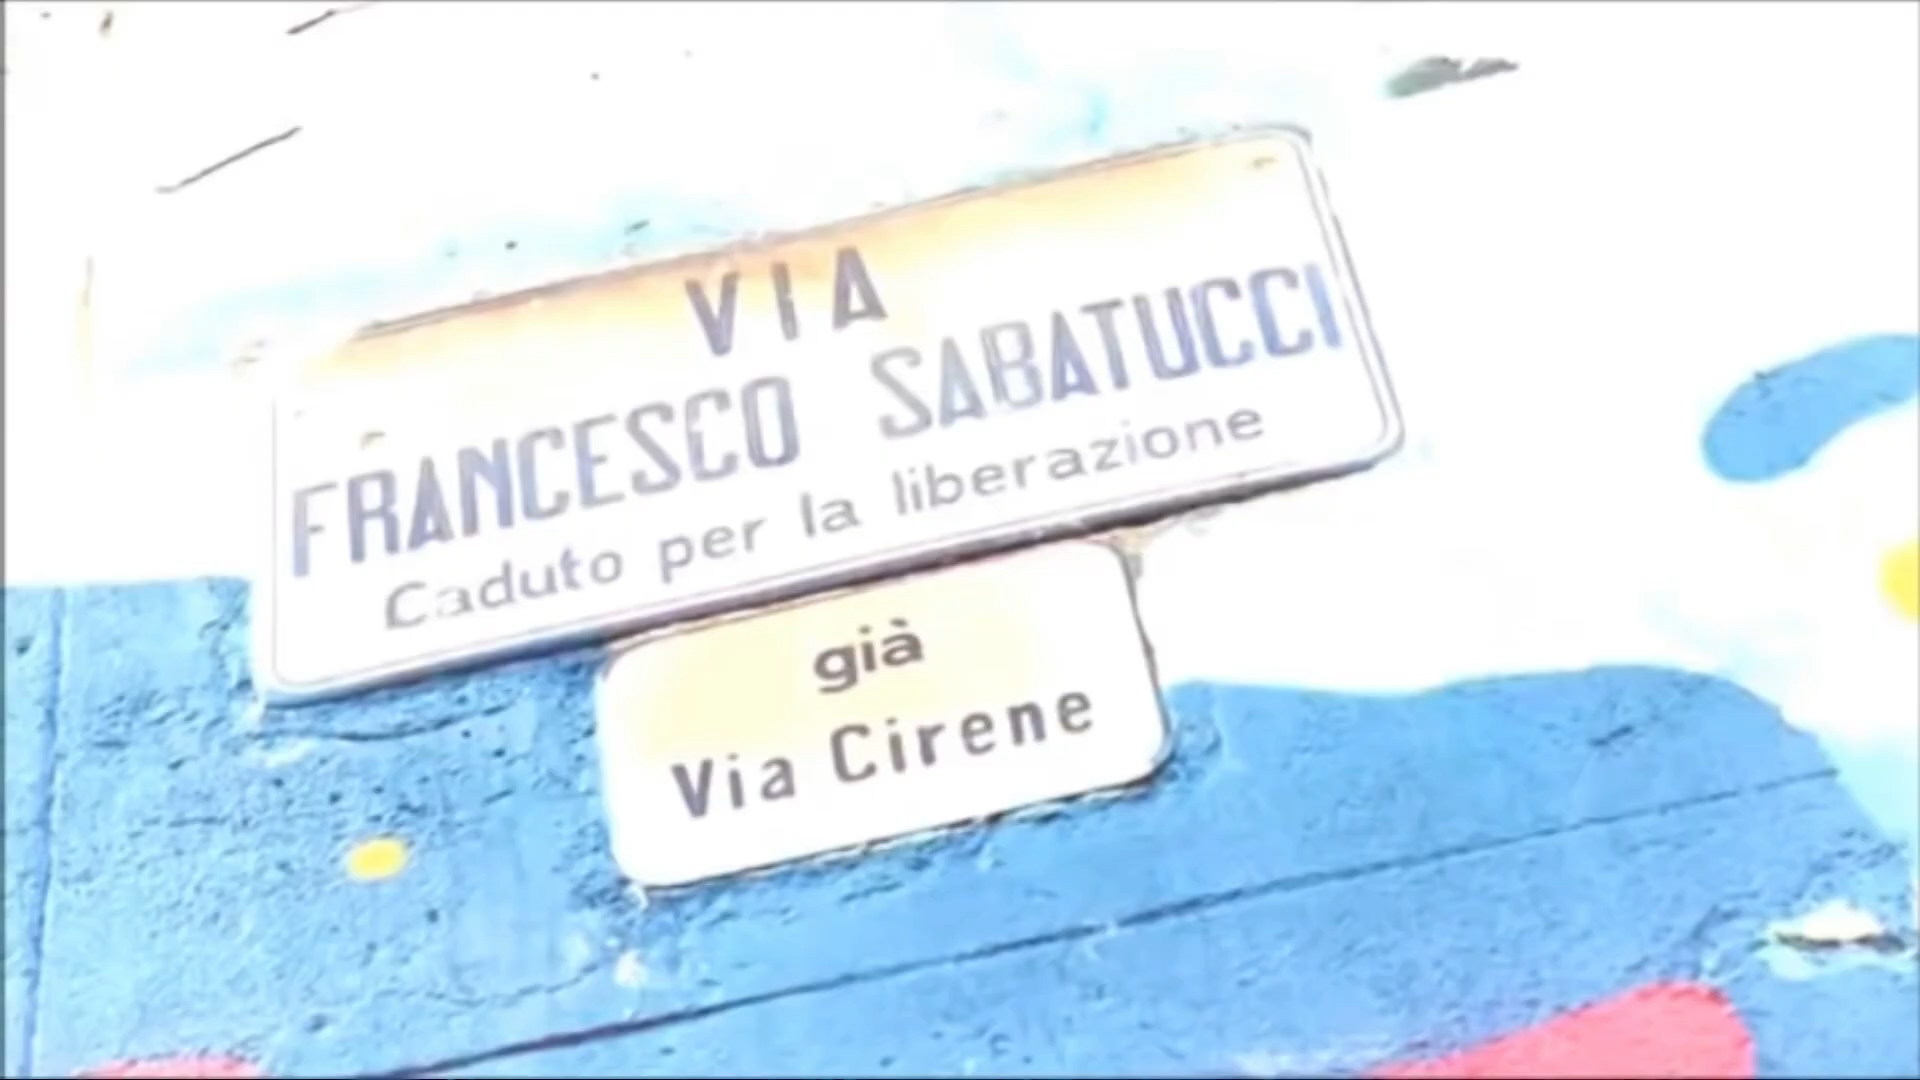 VIA
FRANCESCO SABATUCCI
Caduto per la liberazione
già
Via Cirene